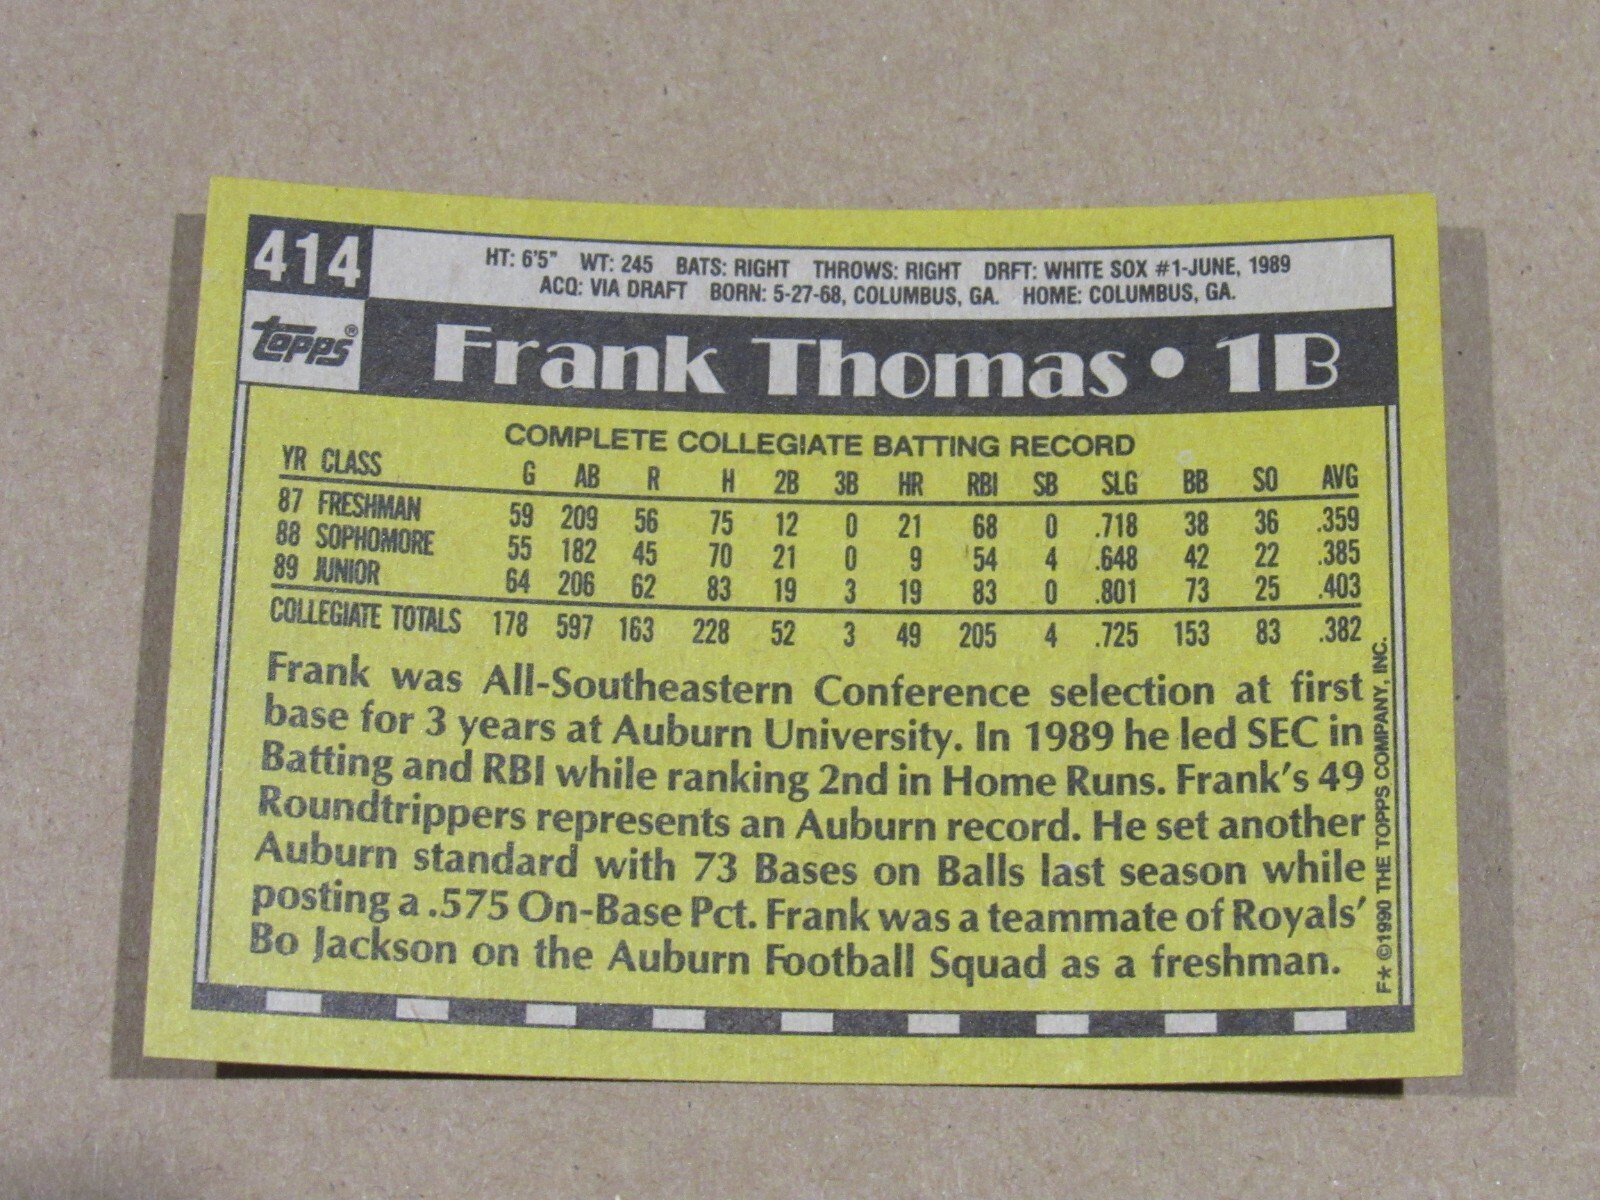 414
HT: 6'5" WT: 245 BATS: RIGHT THROWS: RIGHT DRFT: WHITE SOX #1-JUNE, 1989
ACQ: VIA DRAFT BORN: 5-27-68, COLUMBUS, GA. HOME: COLUMBUS, GA.
topps®
Frank Thomas • 1B
COMPLETE COLLEGIATE BATTING RECORD
YR CLASS G AB R H 2B 3B HR RBI SB SLG BB SO AVG
87 FRESHMAN 59 209 56 75 12 0 21 68 0 .718 38 36 .359
88 SOPHOMORE 55 182 45 70 21 0 9 54 4 .648 42 22 .385
89 JUNIOR 64 206 62 83 19 3 19 83 0 .801 73 25 .403
COLLEGIATE TOTALS 178 597 163 228 52 3 49 205 4 .725 153 83 .382
Frank was All-Southeastern Conference selection at first
base for 3 years at Auburn University. In 1989 he led SEC in
Batting and RBI while ranking 2nd in Home Runs. Frank's 49
Roundtrippers represents an Auburn record. He set another
Auburn standard with 73 Bases on Balls last season while
posting a .575 On-Base Pct. Frank was a teammate of Royals'
Bo Jackson on the Auburn Football Squad as a freshman.
F* ©1990 THE TOPPS COMPANY, INC.